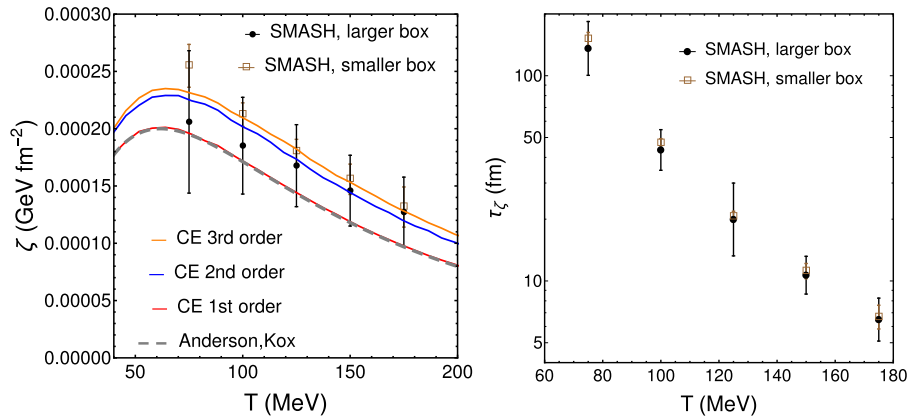 0.00030
0.00025
0.00020
0.00015
0.00010
0.00005
0.00000
ζ (GeV fm⁻²)
SMASH, larger box
SMASH, smaller box
CE 3rd order
CE 2nd order
CE 1st order
Anderson,Kox
50 100 150 200
T (MeV)
100
50
10
5
τζ (fm)
SMASH, larger box
SMASH, smaller box
60 80 100 120 140 160 180
T (MeV)